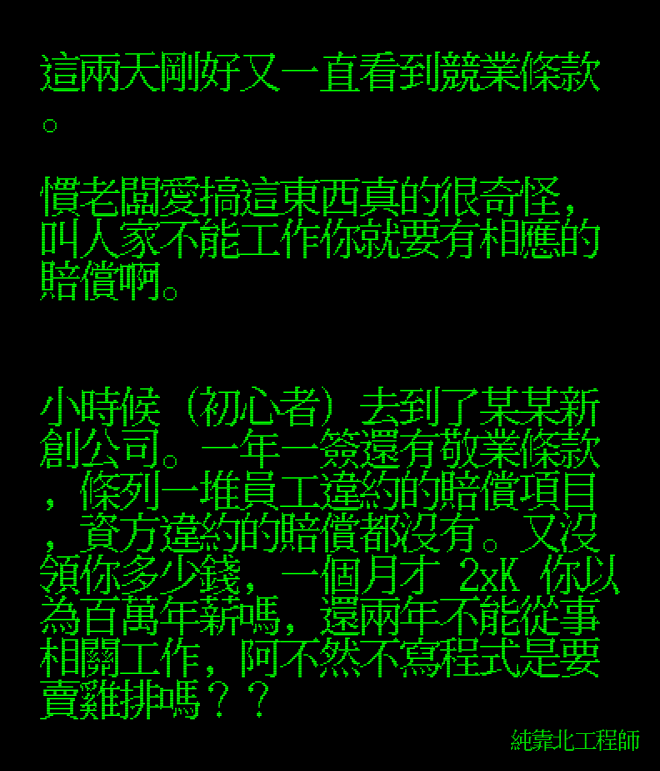 這兩天剛好又一直看到競業條款
。
慣老闆愛搞這東西真的很奇怪,
叫人家不能工作你就要有相應的
賠償啊。
小時候 (初心者) 去到了某某新
創公司。一年一簽還有敬業條款
, 條列一堆員工違約的賠償項目
, 資方違約的賠償都沒有。又沒
領你多少錢, 一個月才 2xK 你以
為百萬年薪嗎, 還兩年不能從事
相關工作, 阿不然不寫程式是要
賣雞排嗎？？
純靠北工程師